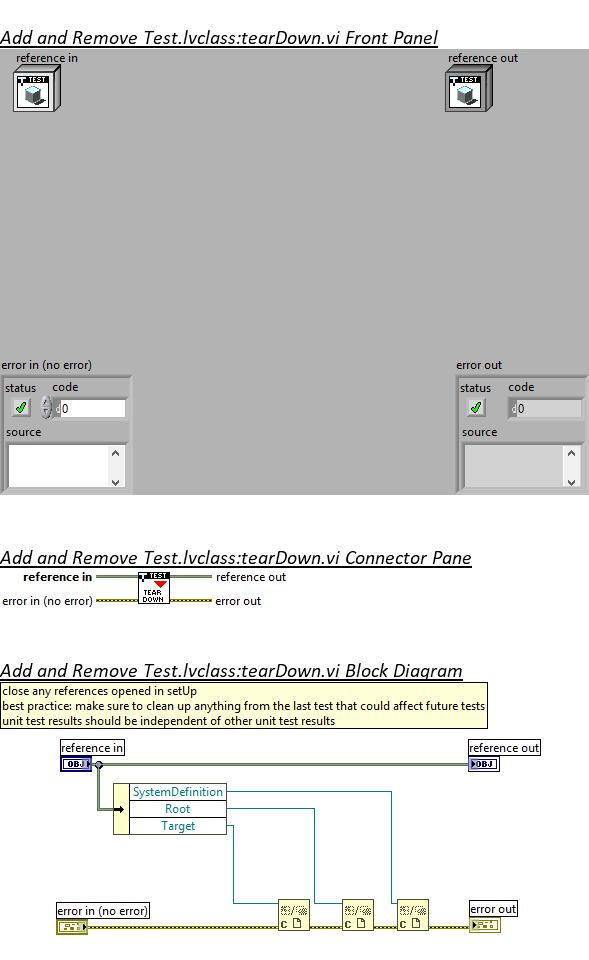 Add and Remove Test.lvclass:tearDown.vi Front Panel
reference in
reference out
TEST
TEST
error in (no error)
error out
status code
status code
d0
d0
source
source
Add and Remove Test.lvclass:tearDown.vi Connector Pane
reference in
TEST
reference out
TEAR
DOWN
error in (no error)
error out
Add and Remove Test.lvclass:tearDown.vi Block Diagram
close any references opened in setUp
best practice: make sure to clean up anything from the last test that could affect future tests
unit test results should be independent of other unit test results
reference in
reference out
OBJ
OBJ
SystemDefinition
Root
Target
error in (no error)
error out
C
C
C